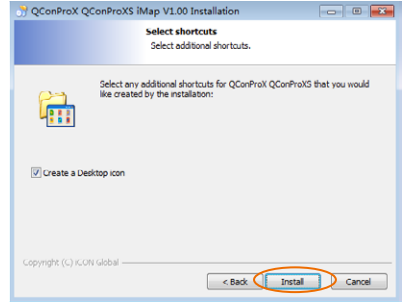 QConProX QConProXS iMap V1.00 Installation
Select shortcuts
Select additional shortcuts.
Select any additional shortcuts for QConProX QConProXS that you would
like created by the installation:
Create a Desktop icon
Copyright (C) iCON Global
< Back
Install
Cancel